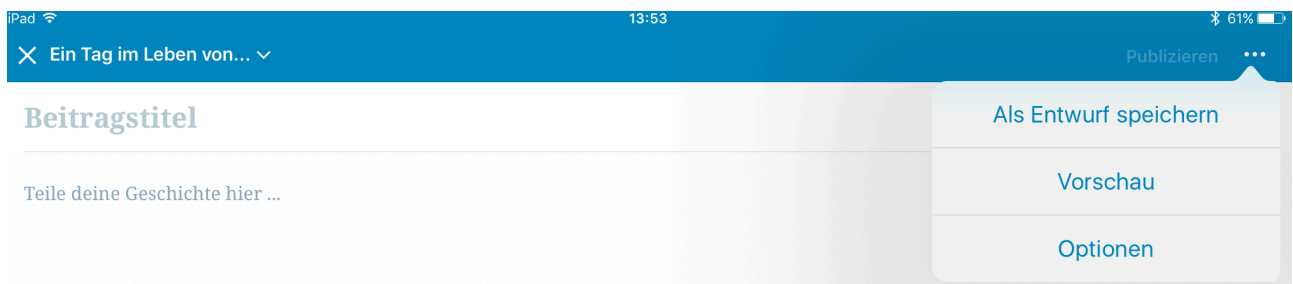 iPad 13:53 61%
Ein Tag im Leben von... Publizieren ...
Beitragstitel
Als Entwurf speichern
Teile deine Geschichte hier ...
Vorschau
Optionen